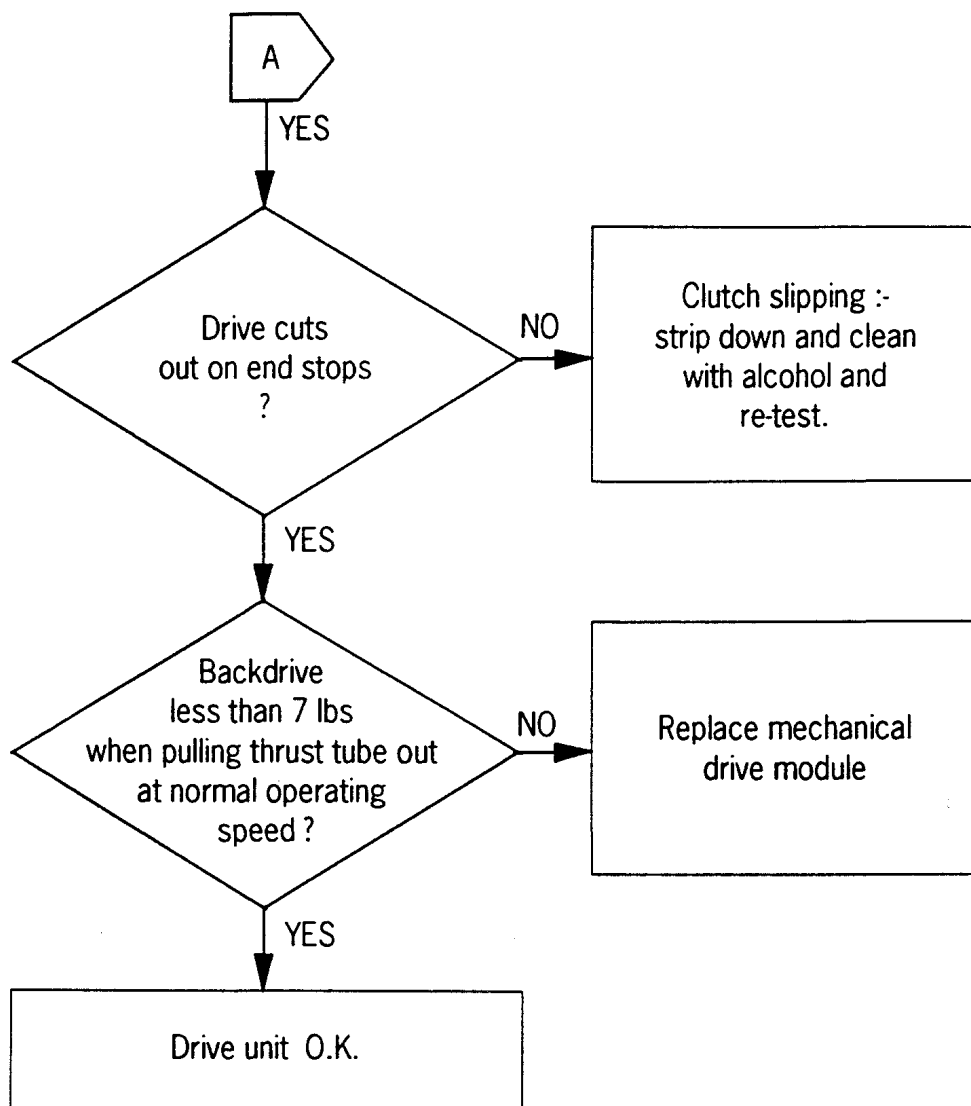 A
YES
Drive cuts
out on end stops
?
NO
Clutch slipping :-
strip down and clean
with alcohol and
re-test.
YES
Backdrive
less than 7 lbs
when pulling thrust tube out
at normal operating
speed ?
NO
Replace mechanical
drive module
YES
Drive unit O.K.